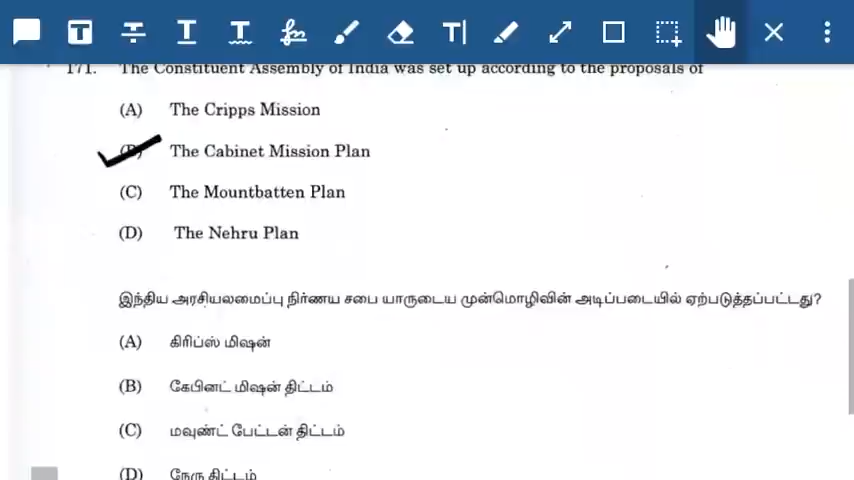 171. The Constituent Assembly of India was set up according to the proposals of
(A) The Cripps Mission
(B) The Cabinet Mission Plan
(C) The Mountbatten Plan
(D) The Nehru Plan
இந்திய அரசியலமைப்பு நிர்ணய சபை யாருடைய முன்மொழிவின் அடிப்படையில் ஏற்படுத்தப்பட்டது?
(A) கிரிப்ஸ் மிஷன்
(B) கேபினட் மிஷன் திட்டம்
(C) மவுண்ட் பேட்டன் திட்டம்
(D) நேரு திட்டம்